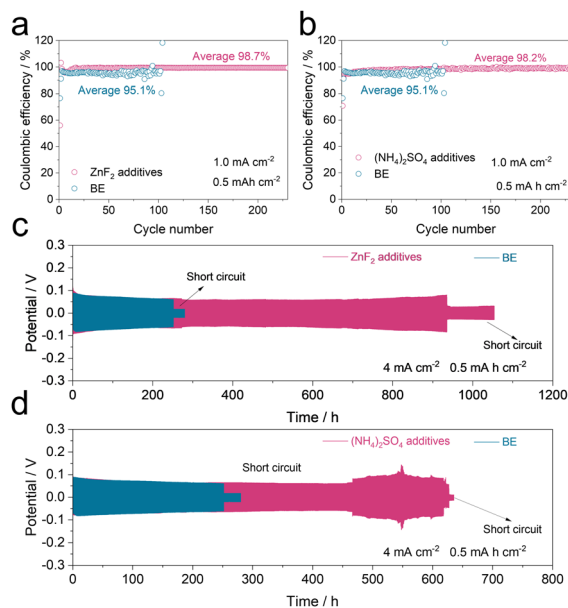 a
120
100
80
60
40
20
0
Coulombic efficiency / %
Average 98.7%
Average 95.1%
ZnF₂ additives
BE
1.0 mA cm⁻²
0.5 mAh cm⁻²
0 50 100 150 200
Cycle number
b
120
100
80
60
40
20
0
Coulombic efficiency / %
Average 98.2%
Average 95.1%
(NH₄)₂SO₄ additives
BE
1.0 mA cm⁻²
0.5 mA h cm⁻²
0 50 100 150 200
Cycle number
c
0.3
0.2
0.1
0.0
-0.1
-0.2
-0.3
Potential / V
ZnF₂ additives
BE
Short circuit
Short circuit
4 mA cm⁻² 0.5 mA h cm⁻²
0 200 400 600 800 1000 1200
Time / h
d
0.3
0.2
0.1
0.0
-0.1
-0.2
-0.3
Potential / V
(NH₄)₂SO₄ additives
BE
Short circuit
Short circuit
4 mA cm⁻² 0.5 mA h cm⁻²
0 100 200 300 400 500 600 700 800
Time / h